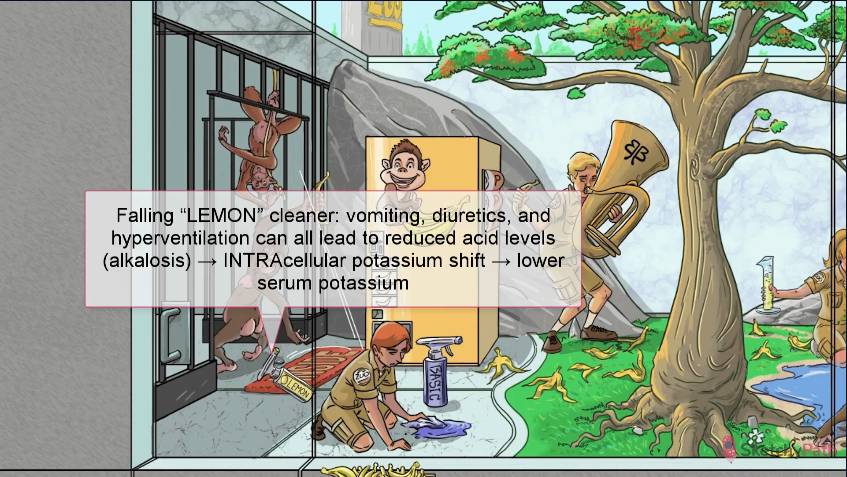 Falling “LEMON” cleaner: vomiting, diuretics, and
hyperventilation can all lead to reduced acid levels
(alkalosis) → INTRAcellular potassium shift → lower
serum potassium
LEMON
BASIC